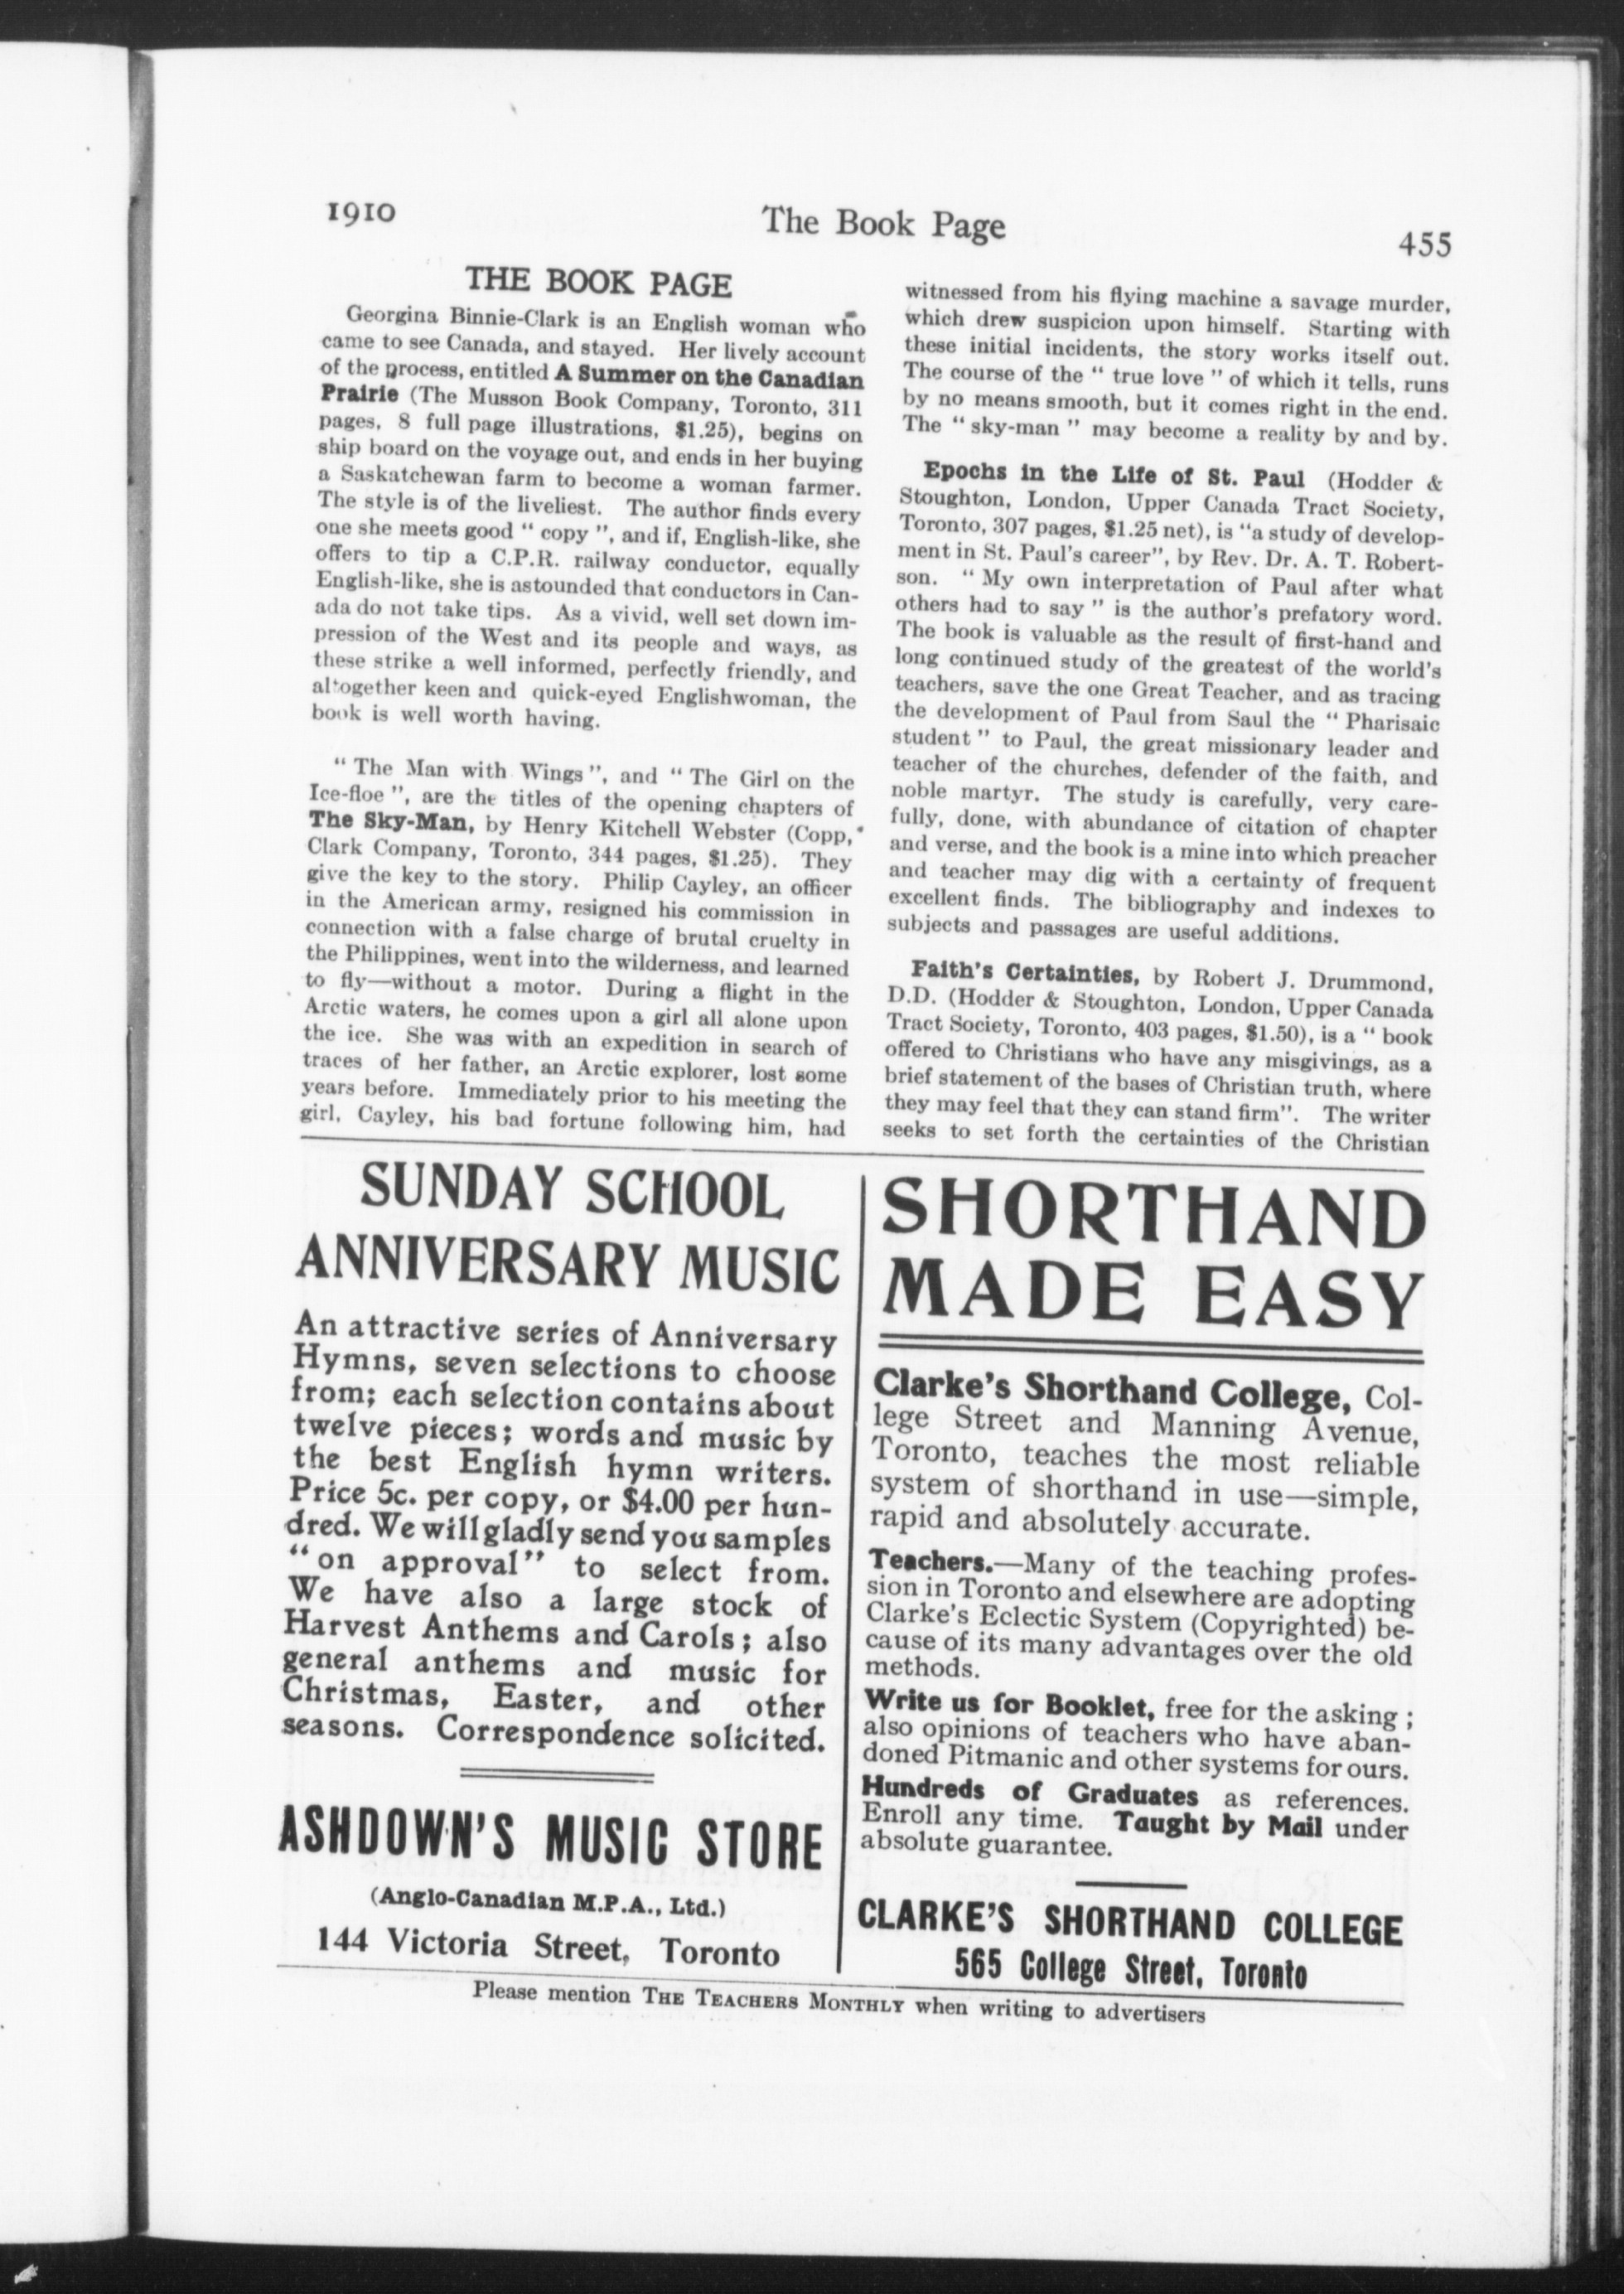 1910
The Book Page
455
THE BOOK PAGE
Georgina Binnie-Clark is an English woman who
came to see Canada, and stayed. Her lively account
of the process, entitled A Summer on the Canadian
Prairie (The Musson Book Company, Toronto, 311
pages, 8 full page illustrations, $1.25), begins on
ship board on the voyage out, and ends in her buying
a Saskatchewan farm to become a woman farmer.
The style is of the liveliest. The author finds every
one she meets good " copy ", and if, English-like, she
offers to tip a C.P.R. railway conductor, equally
English-like, she is astounded that conductors in Can-
ada do not take tips. As a vivid, well set down im-
pression of the West and its people and ways, as
these strike a well informed, perfectly friendly, and
altogether keen and quick-eyed Englishwoman, the
book is well worth having.
" The Man with Wings ", and " The Girl on the
Ice-floe ", are the titles of the opening chapters of
The Sky-Man, by Henry Kitchell Webster (Copp,
Clark Company, Toronto, 344 pages, $1.25). They
give the key to the story. Philip Cayley, an officer
in the American army, resigned his commission in
connection with a false charge of brutal cruelty in
the Philippines, went into the wilderness, and learned
to fly—without a motor. During a flight in the
Arctic waters, he comes upon a girl all alone upon
the ice. She was with an expedition in search of
traces of her father, an Arctic explorer, lost some
years before. Immediately prior to his meeting the
girl, Cayley, his bad fortune following him, had
witnessed from his flying machine a savage murder,
which drew suspicion upon himself. Starting with
these initial incidents, the story works itself out.
The course of the " true love " of which it tells, runs
by no means smooth, but it comes right in the end.
The " sky-man " may become a reality by and by.
Epochs in the Life of St. Paul (Hodder &
Stoughton, London, Upper Canada Tract Society,
Toronto, 307 pages, $1.25 net), is "a study of develop-
ment in St. Paul's career", by Rev. Dr. A. T. Robert-
son. " My own interpretation of Paul after what
others had to say " is the author's prefatory word.
The book is valuable as the result of first-hand and
long continued study of the greatest of the world's
teachers, save the one Great Teacher, and as tracing
the development of Paul from Saul the " Pharisaic
student " to Paul, the great missionary leader and
teacher of the churches, defender of the faith, and
noble martyr. The study is carefully, very care-
fully, done, with abundance of citation of chapter
and verse, and the book is a mine into which preacher
and teacher may dig with a certainty of frequent
excellent finds. The bibliography and indexes to
subjects and passages are useful additions.
Faith's Certainties, by Robert J. Drummond,
D.D. (Hodder & Stoughton, London, Upper Canada
Tract Society, Toronto, 403 pages, $1.50), is a " book
offered to Christians who have any misgivings, as a
brief statement of the bases of Christian truth, where
they may feel that they can stand firm". The writer
seeks to set forth the certainties of the Christian
SUNDAY SCHOOL
ANNIVERSARY MUSIC
An attractive series of Anniversary
Hymns, seven selections to choose
from; each selection contains about
twelve pieces; words and music by
the best English hymn writers.
Price 5c. per copy, or $4.00 per hun-
dred. We will gladly send you samples
"on approval" to select from.
We have also a large stock of
Harvest Anthems and Carols; also
general anthems and music for
Christmas, Easter, and other
seasons. Correspondence solicited.
ASHDOWN'S MUSIC STORE
(Anglo-Canadian M.P.A., Ltd.)
144 Victoria Street, Toronto
SHORTHAND
MADE EASY
Clarke's Shorthand College, Col-
lege Street and Manning Avenue,
Toronto, teaches the most reliable
system of shorthand in use—simple,
rapid and absolutely accurate.
Teachers.—Many of the teaching profes-
sion in Toronto and elsewhere are adopting
Clarke's Eclectic System (Copyrighted) be-
cause of its many advantages over the old
methods.
Write us for Booklet, free for the asking ;
also opinions of teachers who have aban-
doned Pitmanic and other systems for ours.
Hundreds of Graduates as references.
Enroll any time. Taught by Mail under
absolute guarantee.
CLARKE'S SHORTHAND COLLEGE
565 College Street, Toronto
Please mention THE TEACHERS MONTHLY when writing to advertisers